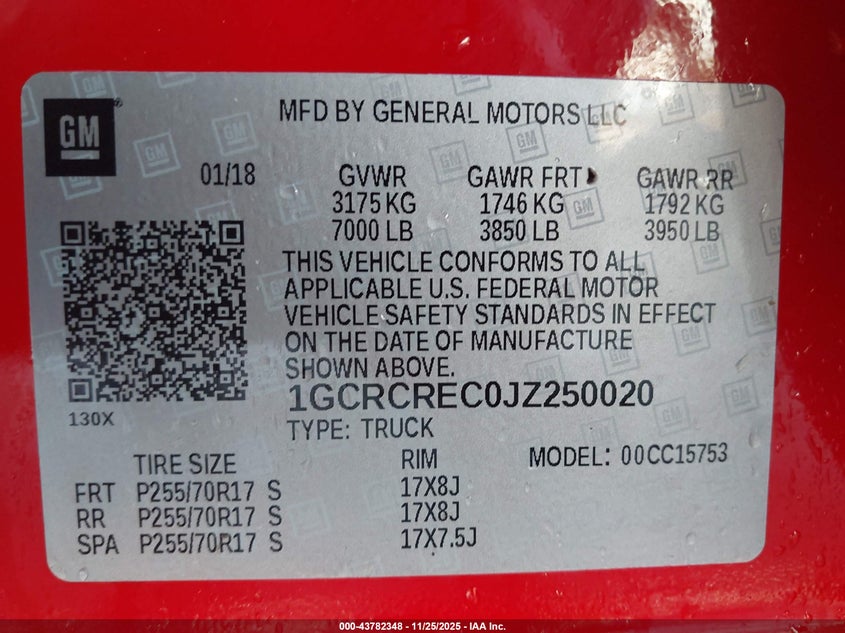 GM
MFD BY GENERAL MOTORS LLC
01/18 GVWR GAWR FRT GAWR RR
3175 KG 1746 KG 1792 KG
7000 LB 3850 LB 3950 LB
THIS VEHICLE CONFORMS TO ALL
APPLICABLE U.S. FEDERAL MOTOR
VEHICLE SAFETY STANDARDS IN EFFECT
ON THE DATE OF MANUFACTURE
SHOWN ABOVE.
1GCRCREC0JZ250020
130X
TYPE: TRUCK
TIRE SIZE RIM MODEL: 00CC15753
FRT P255/70R17 S 17X8J
RR P255/70R17 S 17X8J
SPA P255/70R17 S 17X7.5J
000-43782348 - 11/25/2025 - IAA Inc.